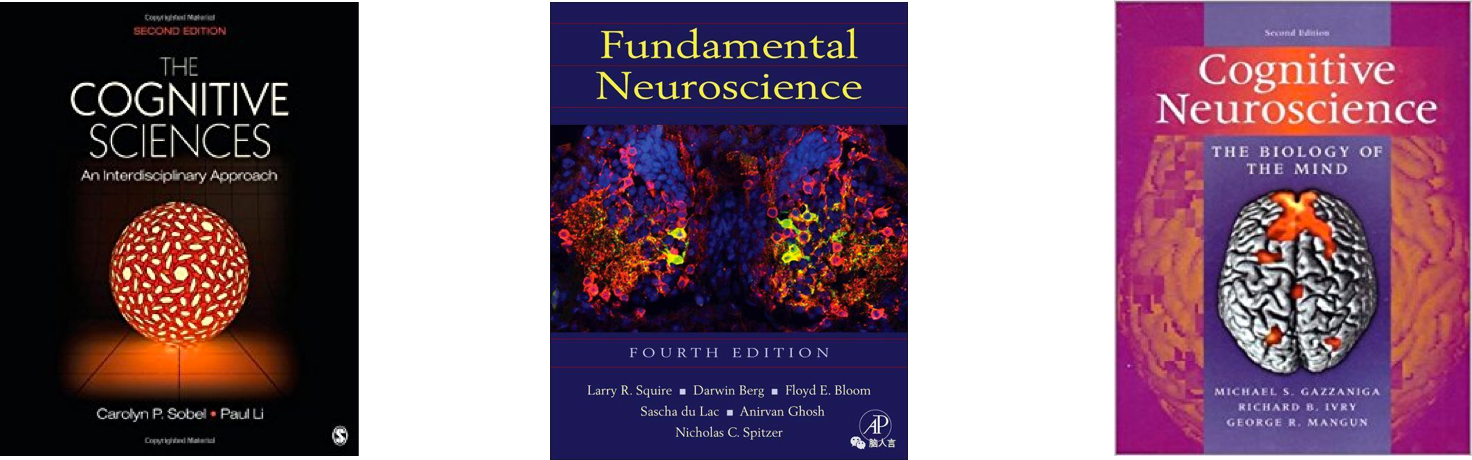 Copyrighted Material
SECOND EDITION
THE
COGNITIVE
SCIENCES
An Interdisciplinary Approach
Carolyn P. Sobel • Paul Li
Copyrighted Material
S
Fundamental
Neuroscience
FOURTH EDITION
Larry R. Squire ■ Darwin Berg ■ Floyd E. Bloom
Sascha du Lac ■ Anirvan Ghosh
Nicholas C. Spitzer
AP
脑人言
Second Edition
Cognitive
Neuroscience
THE BIOLOGY OF
THE MIND
MICHAEL S. GAZZANIGA
RICHARD B. IVRY
GEORGE R. MANGUN